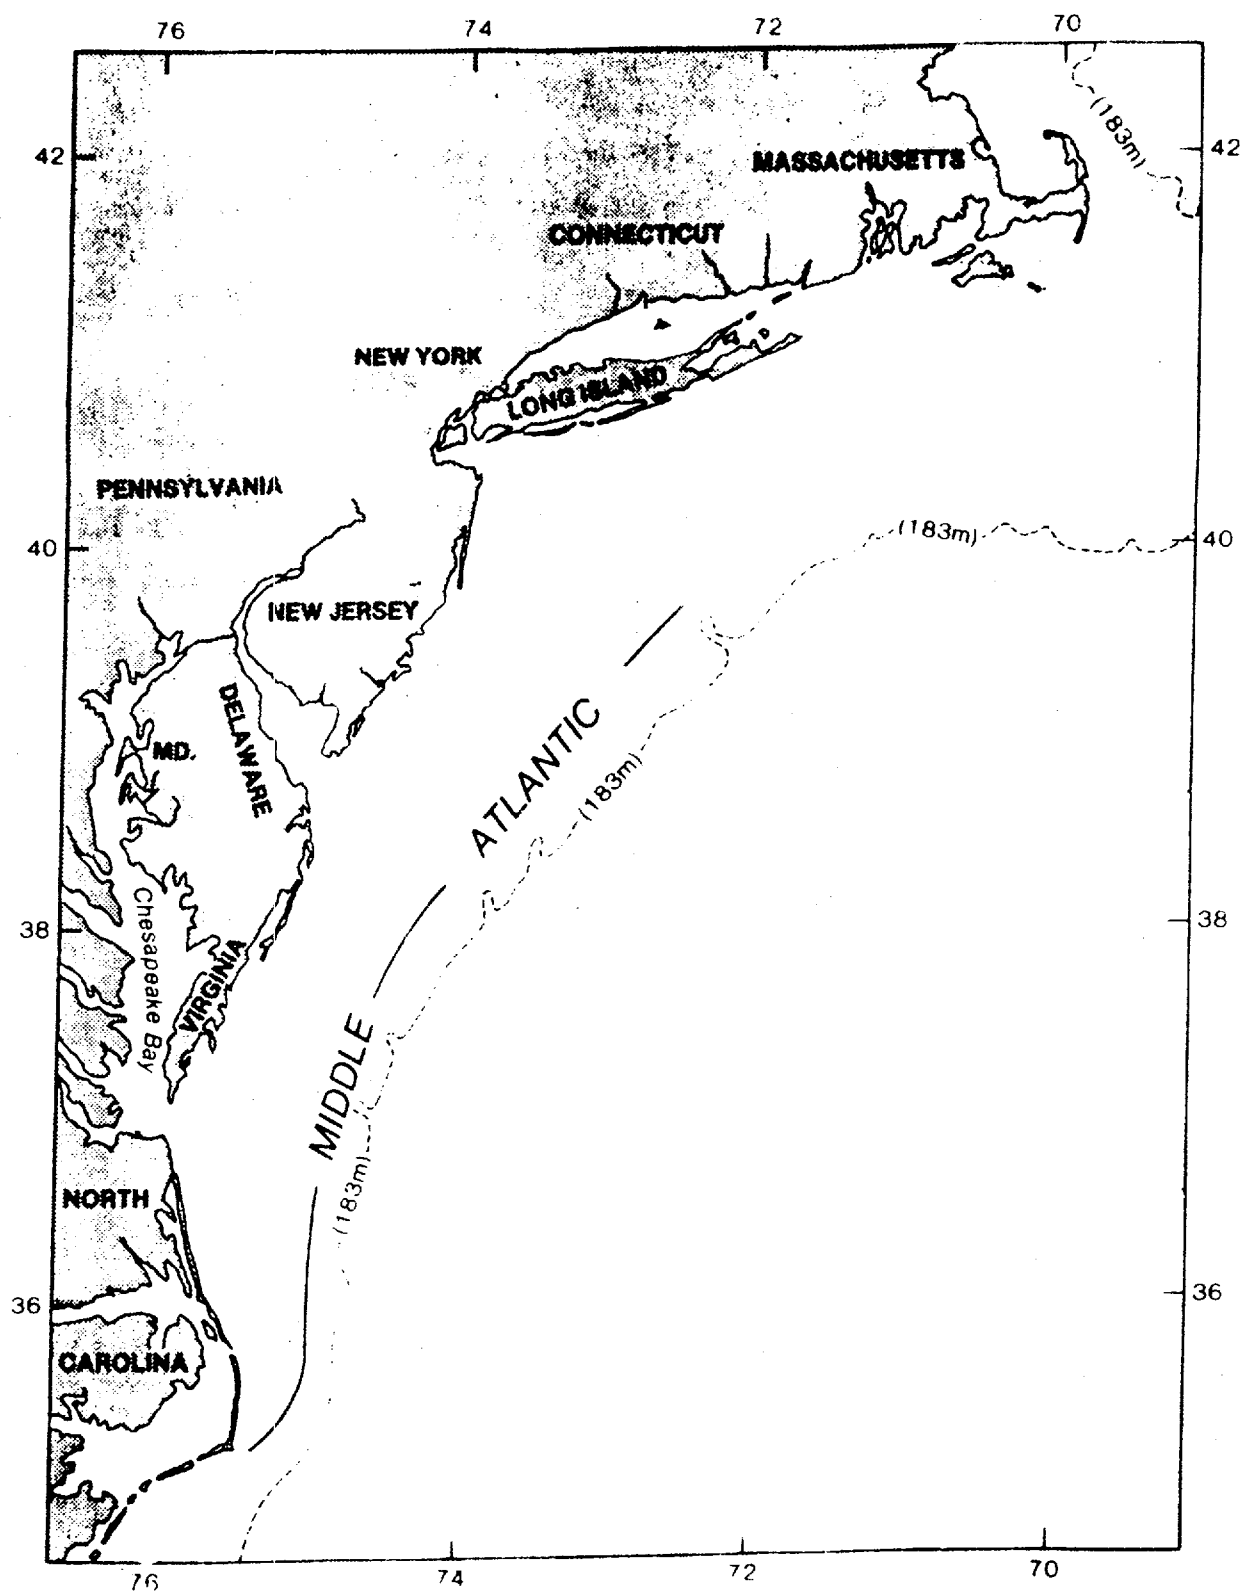 76 74 72 70
(183m)
42 42
MASSACHUSETTS
CONNECTICUT
NEW YORK
LONG ISLAND
PENNSYLVANIA
(183m)
40 40
NEW JERSEY
DELAWARE
MD.
ATLANTIC
(183m)
Chesapeake Bay
38 38
VIRGINIA
MIDDLE
(183m)
NORTH
36 36
CAROLINA
76 74 72 70